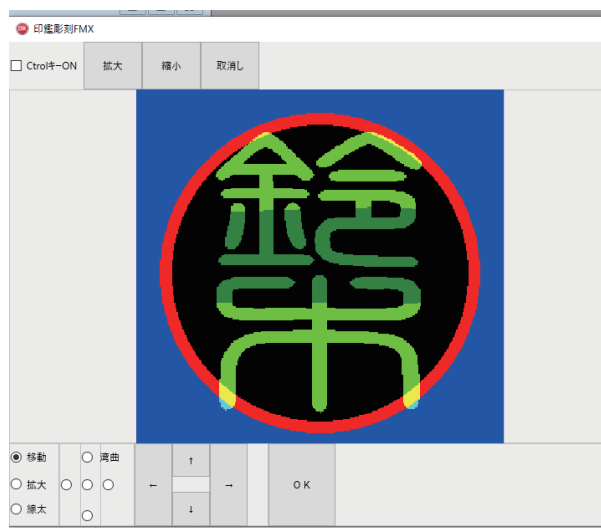 印鑑彫刻FMX
Ctrolキー-ON 拡大 縮小 取消し
鈴
木
移動 湾曲 ↑
拡大 ← → OK
線太 ↓